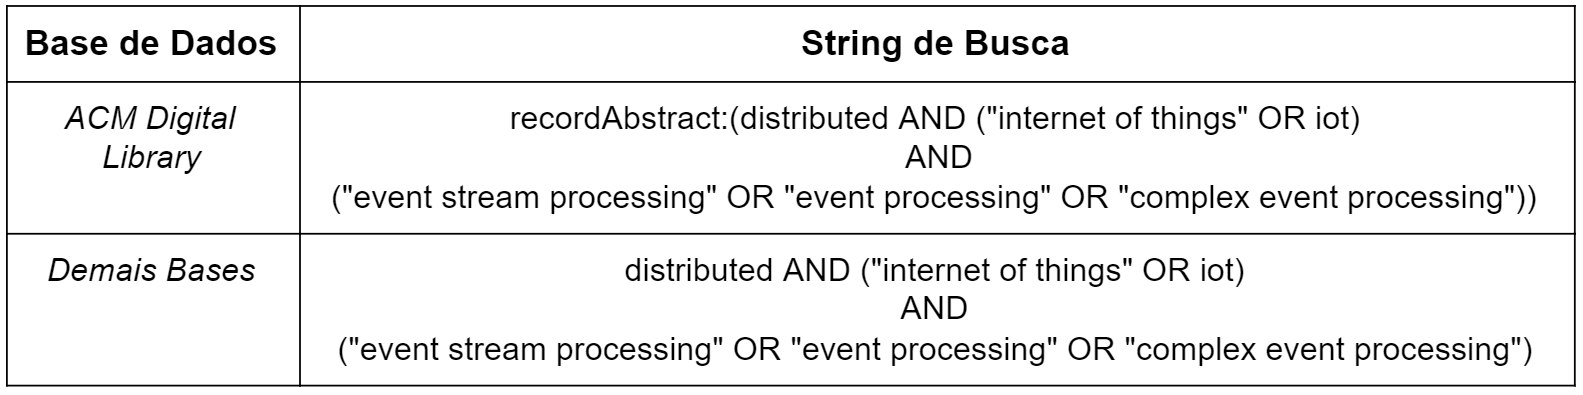 Base de Dados
String de Busca
ACM Digital
Library
recordAbstract:(distributed AND ("internet of things" OR iot)
AND
("event stream processing" OR "event processing" OR "complex event processing"))
Demais Bases
distributed AND ("internet of things" OR iot)
AND
("event stream processing" OR "event processing" OR "complex event processing")